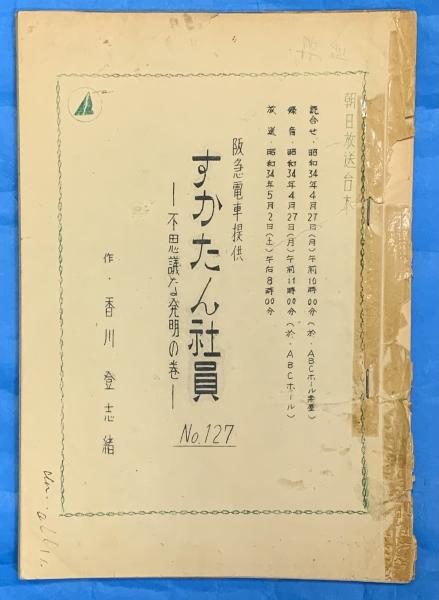 朝日放送台本
読合せ・昭和34年4月27日(月)午前10時00分(於・ABCホール楽屋)
録音・昭和34年4月27日(月)午前11時00分(於・ABCホール)
放送・昭和34年5月2日(土)午后8時00分
阪急電車提供
すかたん社員
―不思議な発明の巻―
No.127
作・香川登志緒